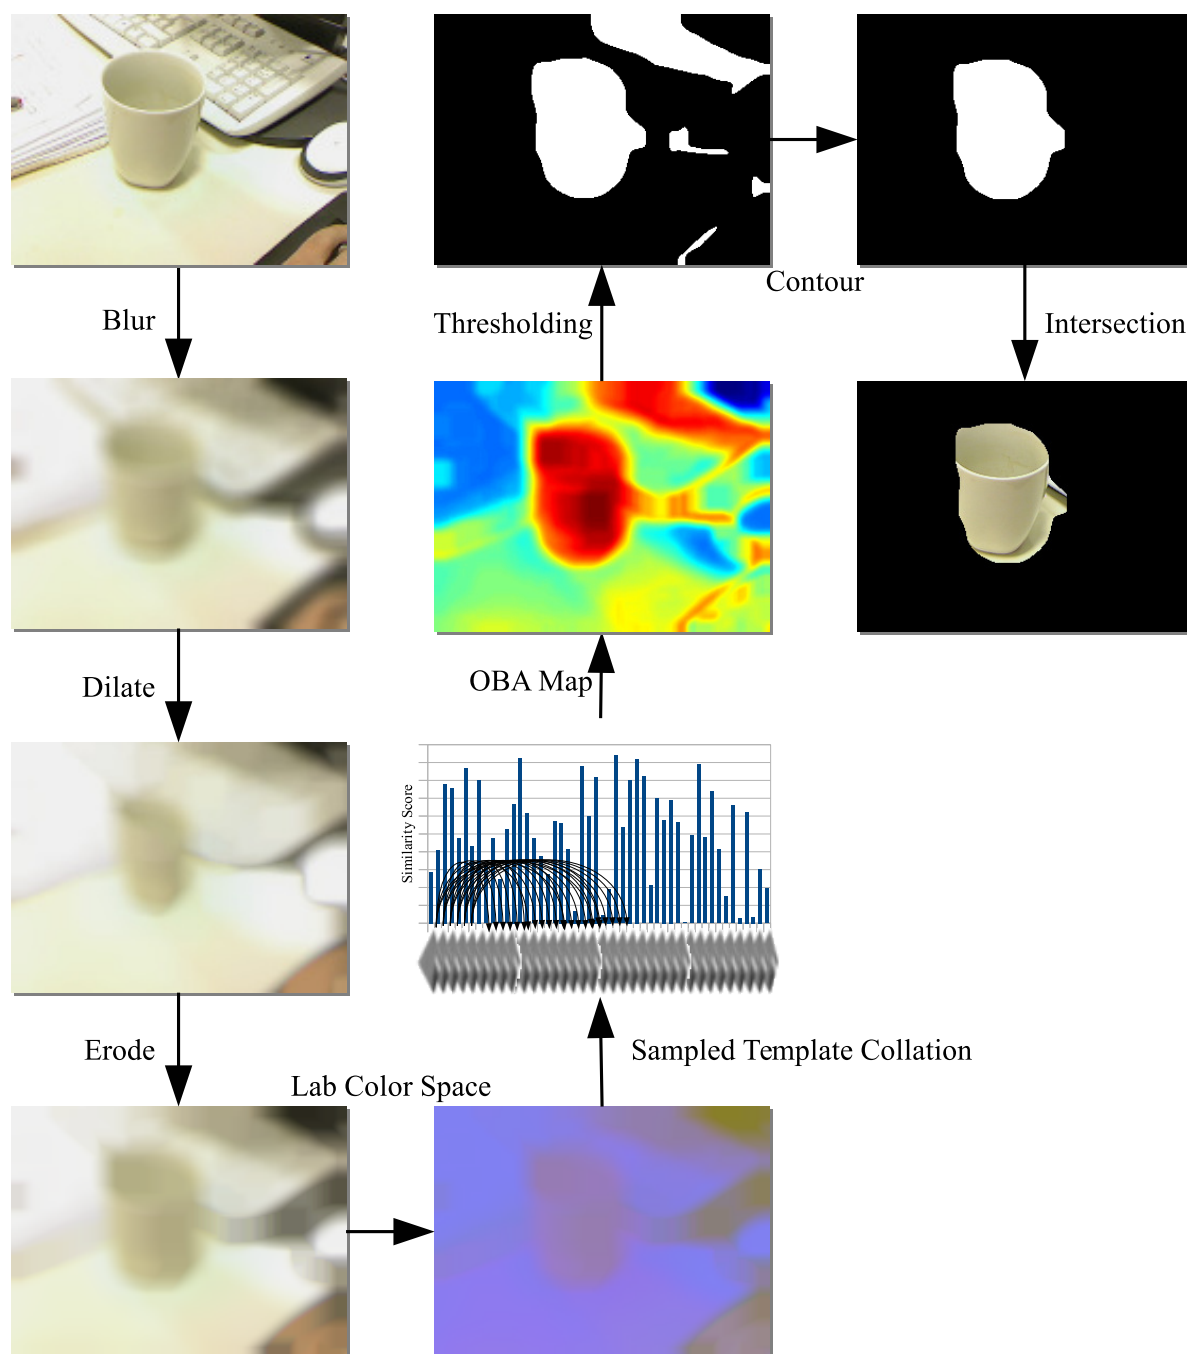 Contour
Blur
Thresholding
Intersection
Dilate
OBA Map
Similarity Score
Erode
Sampled Template Collation
Lab Color Space